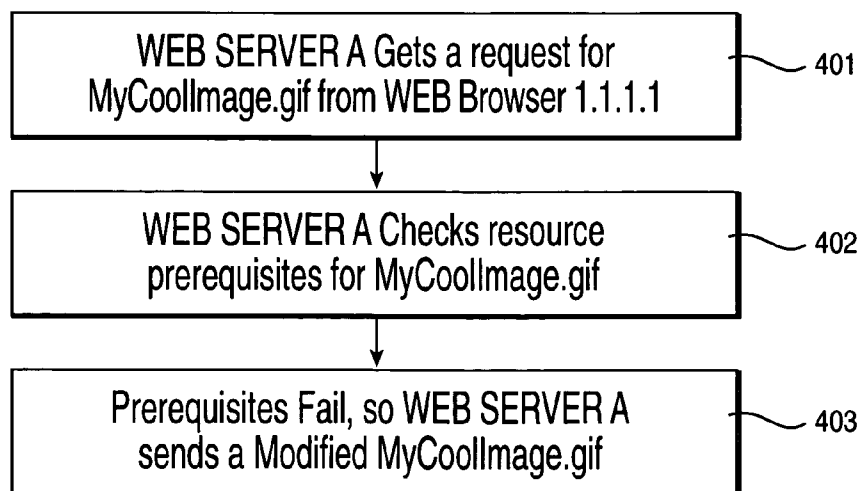 WEB SERVER A Gets a request for
MyCoolImage.gif from WEB Browser 1.1.1.1
401
WEB SERVER A Checks resource
prerequisites for MyCoolImage.gif
402
Prerequisites Fail, so WEB SERVER A
sends a Modified MyCoolImage.gif
403